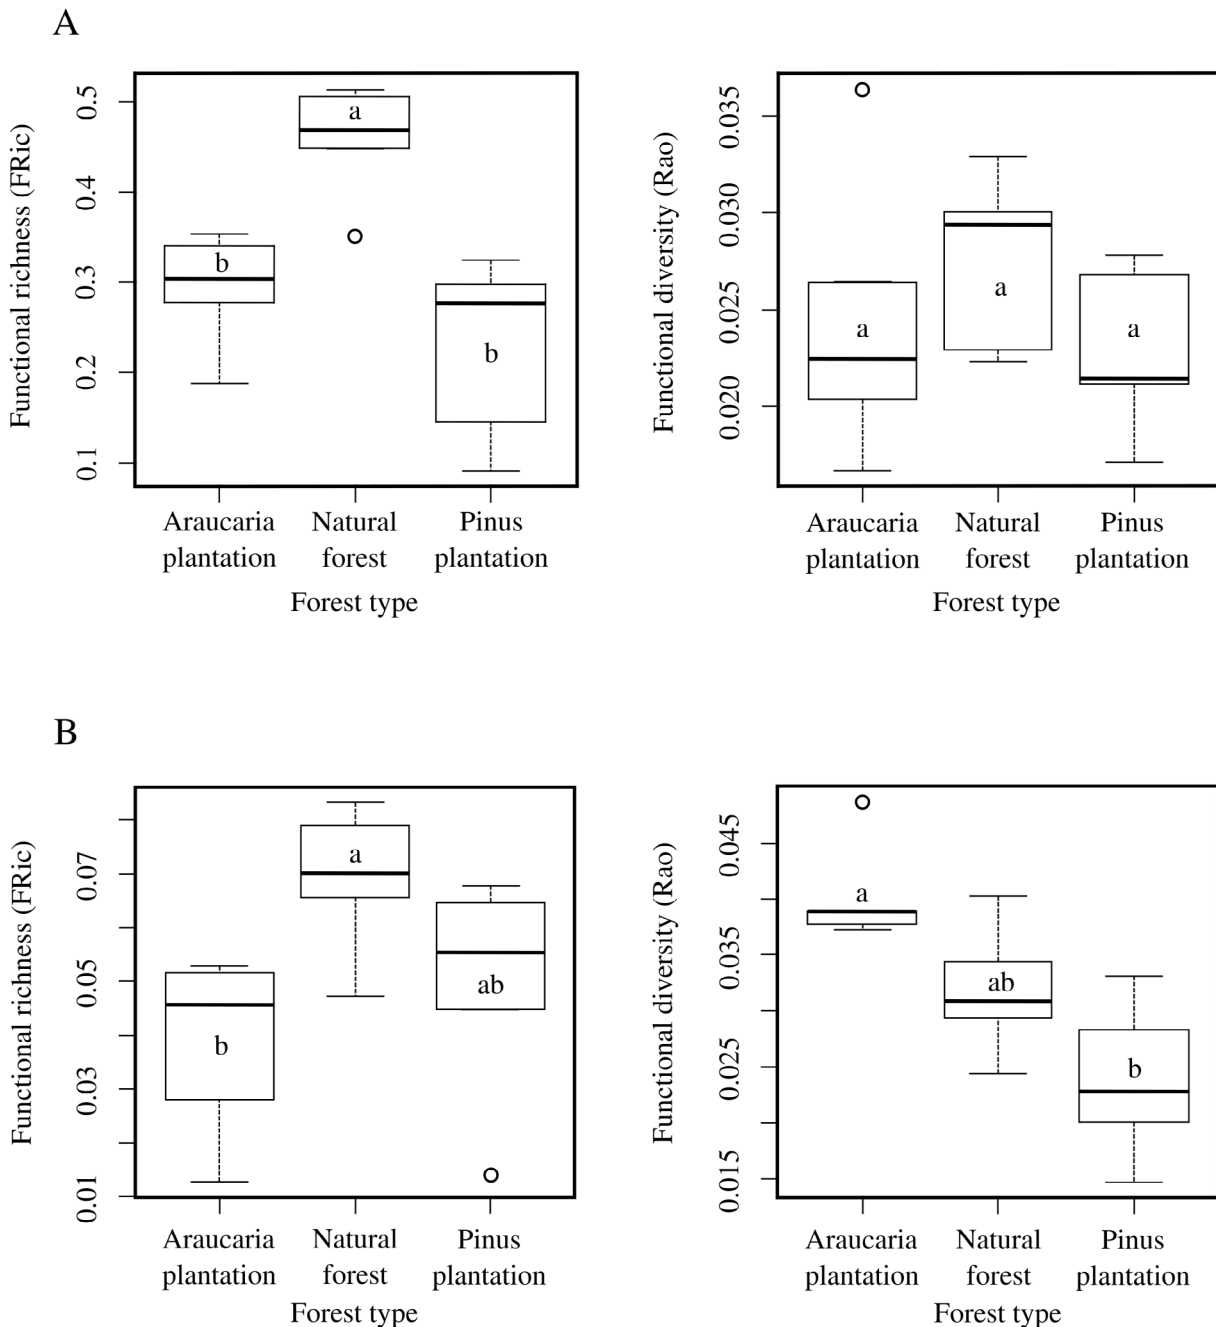 A
Functional richness (FRic)
0.5
0.4
0.3
0.2
0.1
a
b
b
Araucaria plantation
Natural forest
Pinus plantation
Forest type
Functional diversity (Rao)
0.035
0.030
0.025
0.020
a
a
a
Araucaria plantation
Natural forest
Pinus plantation
Forest type
B
Functional richness (FRic)
0.07
0.05
0.03
0.01
a
ab
b
Araucaria plantation
Natural forest
Pinus plantation
Forest type
Functional diversity (Rao)
0.045
0.035
0.025
0.015
a
ab
b
Araucaria plantation
Natural forest
Pinus plantation
Forest type